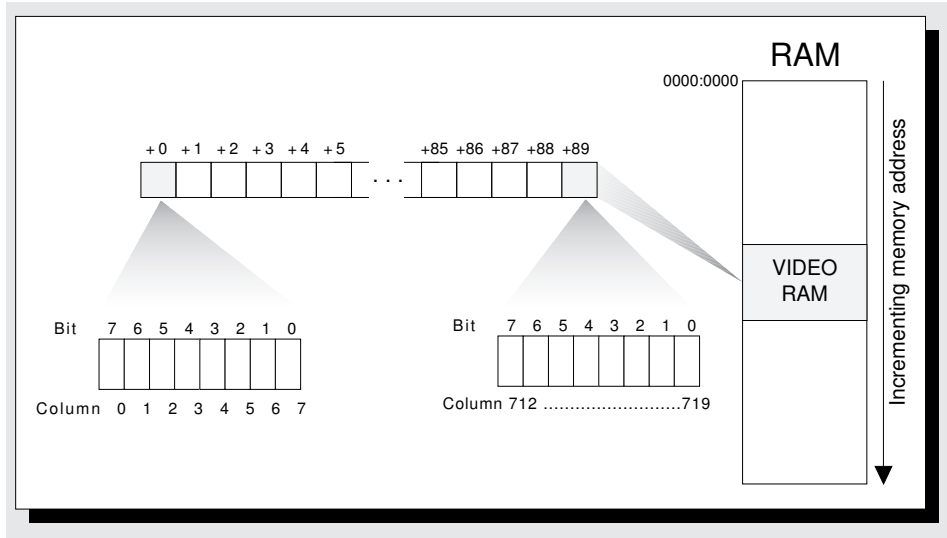 RAM
0000:0000
+0 +1 +2 +3 +4 +5 +85 +86 +87 +88 +89
. . .
VIDEO
RAM
Incrementing memory address
Bit 7 6 5 4 3 2 1 0
Column 0 1 2 3 4 5 6 7
Bit 7 6 5 4 3 2 1 0
Column 712 ..........................719